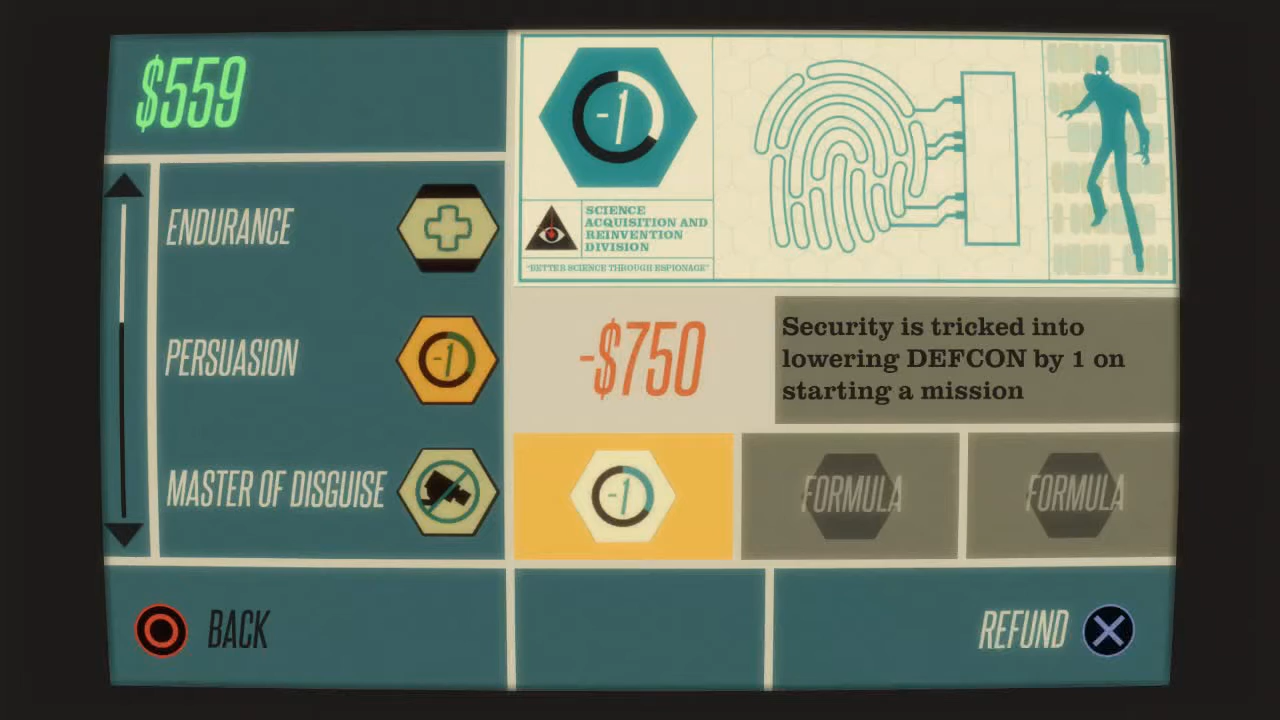 $559
ENDURANCE
PERSUASION
-1
MASTER OF DISGUISE
-1
SCIENCE
ACQUISITION AND
REINVENTION
DIVISION
"BETTER SCIENCE THROUGH ESPIONAGE"
-$750
Security is tricked into
lowering DEFCON by 1 on
starting a mission
-1
FORMULA
FORMULA
BACK
REFUND